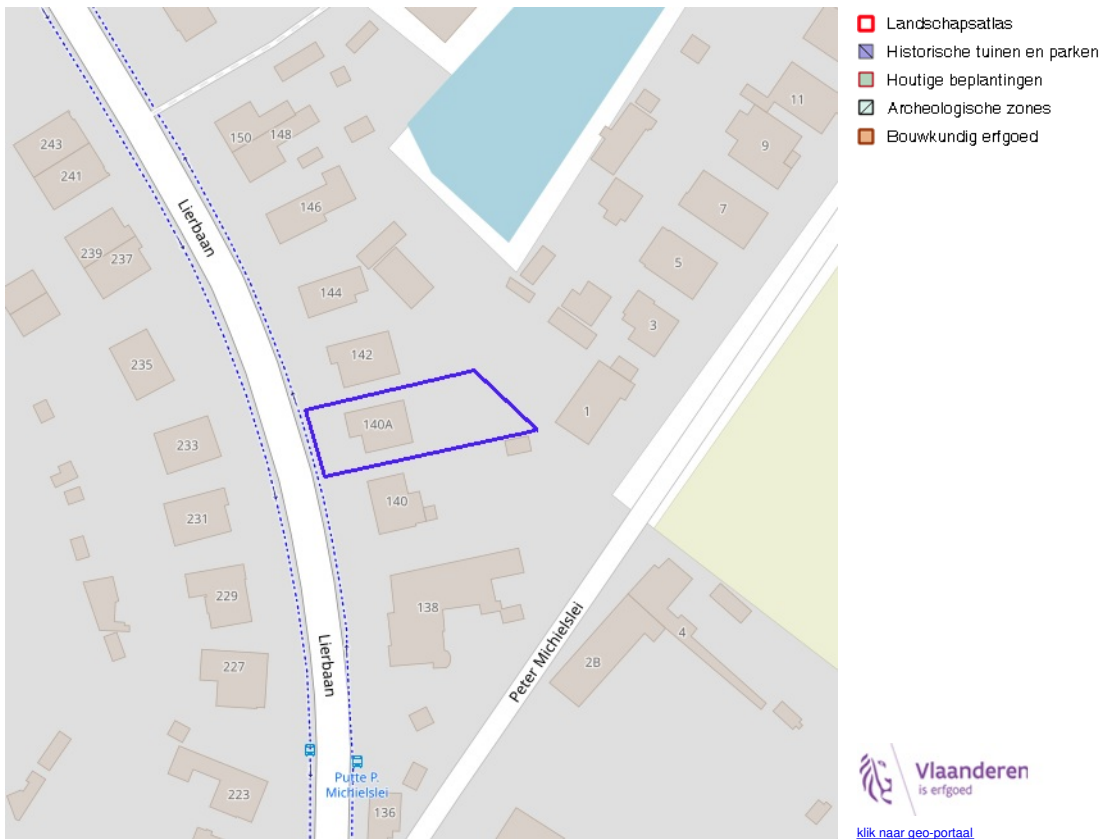 Landschapsatlas
Historische tuinen en parken
Houtige beplantingen
Archeologische zones
Bouwkundig erfgoed
11
150
148
243
9
241
146
7
Lierbaan
239
237
5
144
3
142
235
1
140A
233
140
231
229
138
4
2B
Lierbaan
227
Peter Michielslei
Putte P.
Michielslei
223
136
Vlaanderen
is erfgoed
klik naar geo-portaal